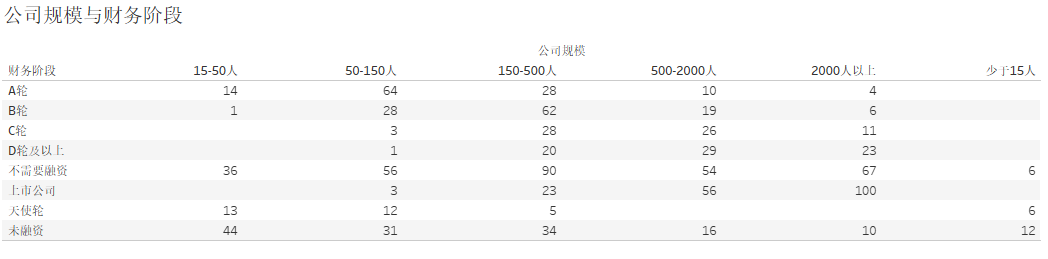 公司规模与财务阶段
公司规模
财务阶段 15-50人 50-150人 150-500人 500-2000人 2000人以上 少于15人
A轮 14 64 28 10 4
B轮 1 28 62 19 6
C轮 3 28 26 11
D轮及以上 1 20 29 23
不需要融资 36 56 90 54 67 6
上市公司 3 23 56 100
天使轮 13 12 5 6
未融资 44 31 34 16 10 12